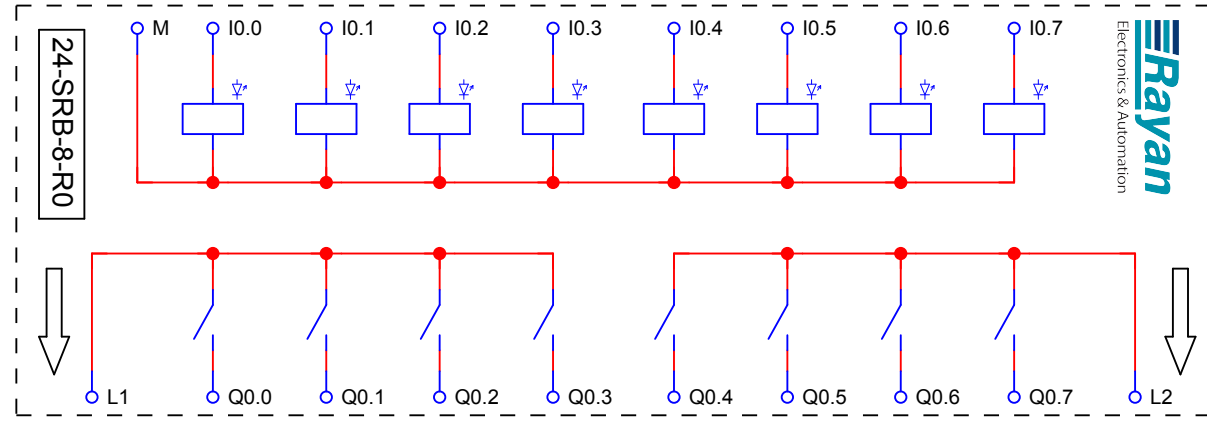 M I0.0 I0.1 I0.2 I0.3 I0.4 I0.5 I0.6 I0.7
24-SRB-8-R0
Rayan
Electronics & Automation
L1 Q0.0 Q0.1 Q0.2 Q0.3 Q0.4 Q0.5 Q0.6 Q0.7 L2